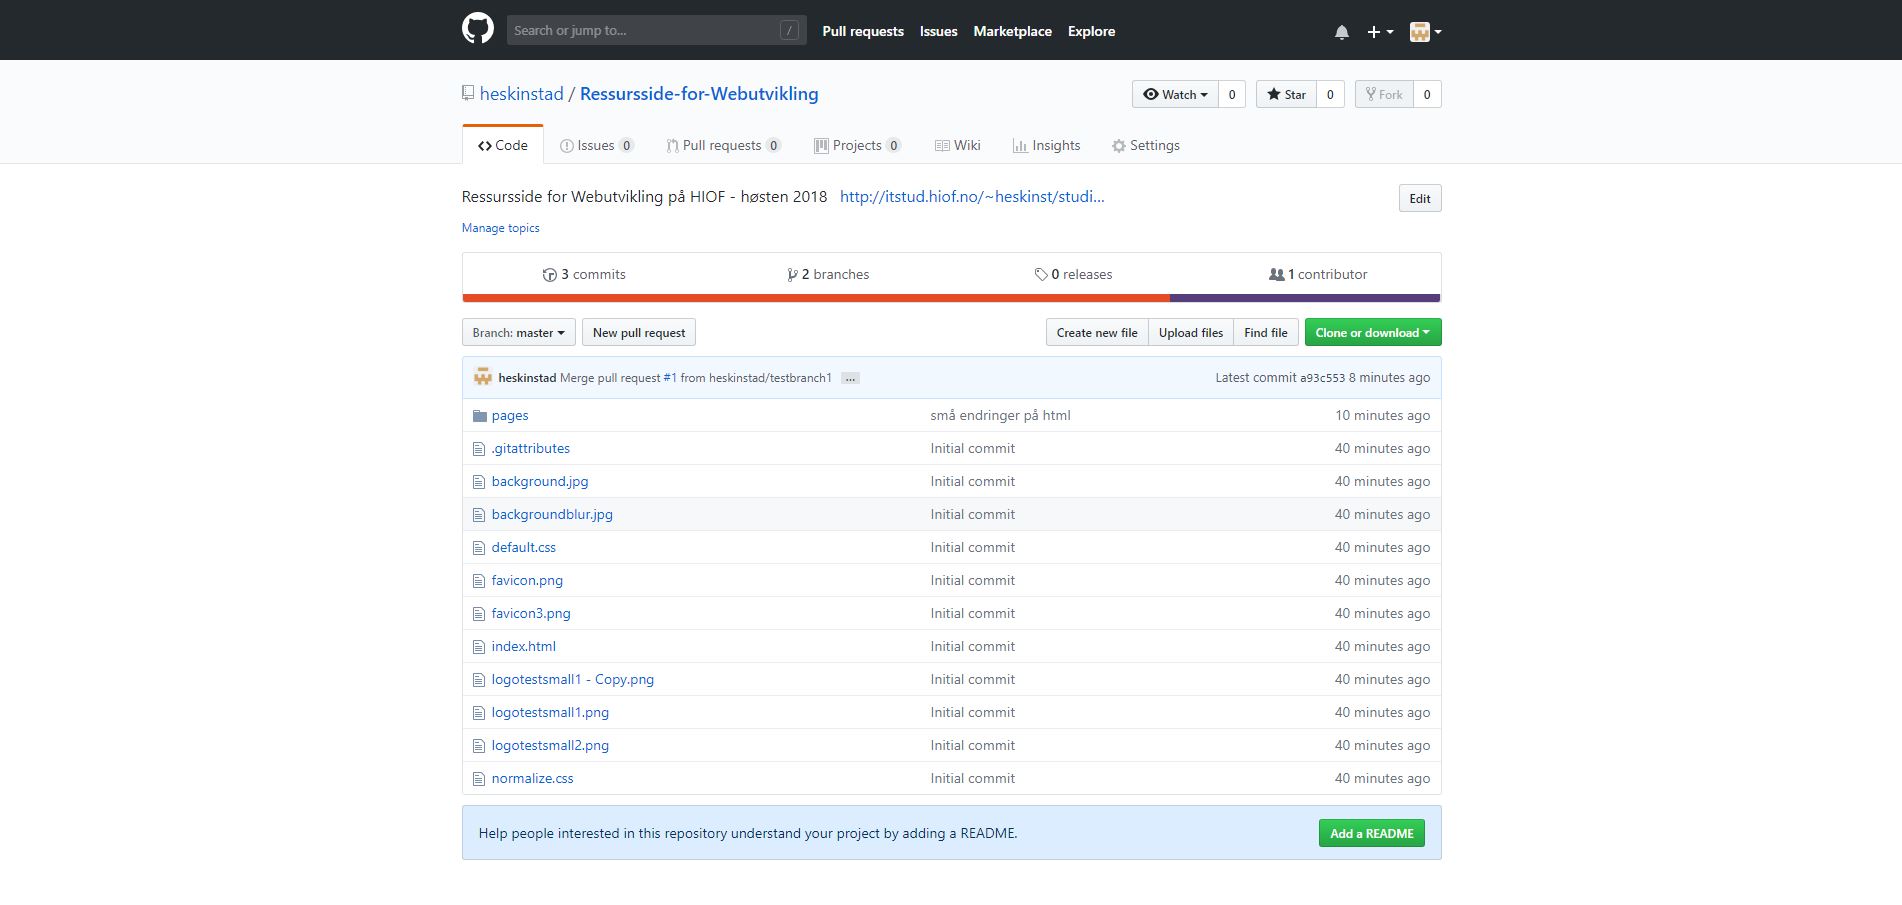 Search or jump to... / Pull requests Issues Marketplace Explore
heskinstad / Ressursside-for-Webutvikling Watch 0 Star 0 Fork 0
Code Issues 0 Pull requests 0 Projects 0 Wiki Insights Settings
Ressursside for Webutvikling på HIOF - høsten 2018 http://itstud.hiof.no/~heskinst/studi... Edit
Manage topics
3 commits 2 branches 0 releases 1 contributor
Branch: master New pull request Create new file Upload files Find file Clone or download
heskinstad Merge pull request #1 from heskinstad/testbranch1 ... Latest commit a93c553 8 minutes ago
pages små endringer på html 10 minutes ago
.gitattributes Initial commit 40 minutes ago
background.jpg Initial commit 40 minutes ago
backgroundblur.jpg Initial commit 40 minutes ago
default.css Initial commit 40 minutes ago
favicon.png Initial commit 40 minutes ago
favicon3.png Initial commit 40 minutes ago
index.html Initial commit 40 minutes ago
logotestsmall1 - Copy.png Initial commit 40 minutes ago
logotestsmall1.png Initial commit 40 minutes ago
logotestsmall2.png Initial commit 40 minutes ago
normalize.css Initial commit 40 minutes ago
Help people interested in this repository understand your project by adding a README. Add a README